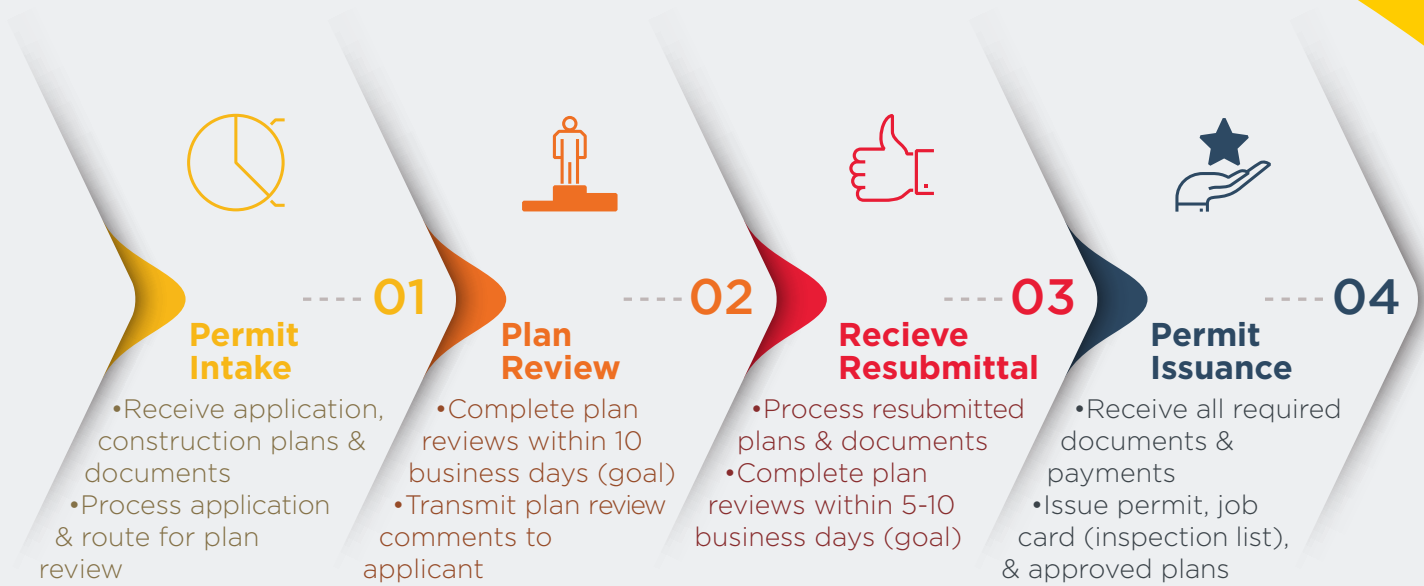 01
Permit
Intake
•Receive application,
construction plans &
documents
•Process application
& route for plan
review
02
Plan
Review
•Complete plan
reviews within 10
business days (goal)
•Transmit plan review
comments to
applicant
03
Recieve
Resubmittal
•Process resubmitted
plans & documents
•Complete plan
reviews within 5-10
business days (goal)
04
Permit
Issuance
•Receive all required
documents &
payments
•Issue permit, job
card (inspection list),
& approved plans